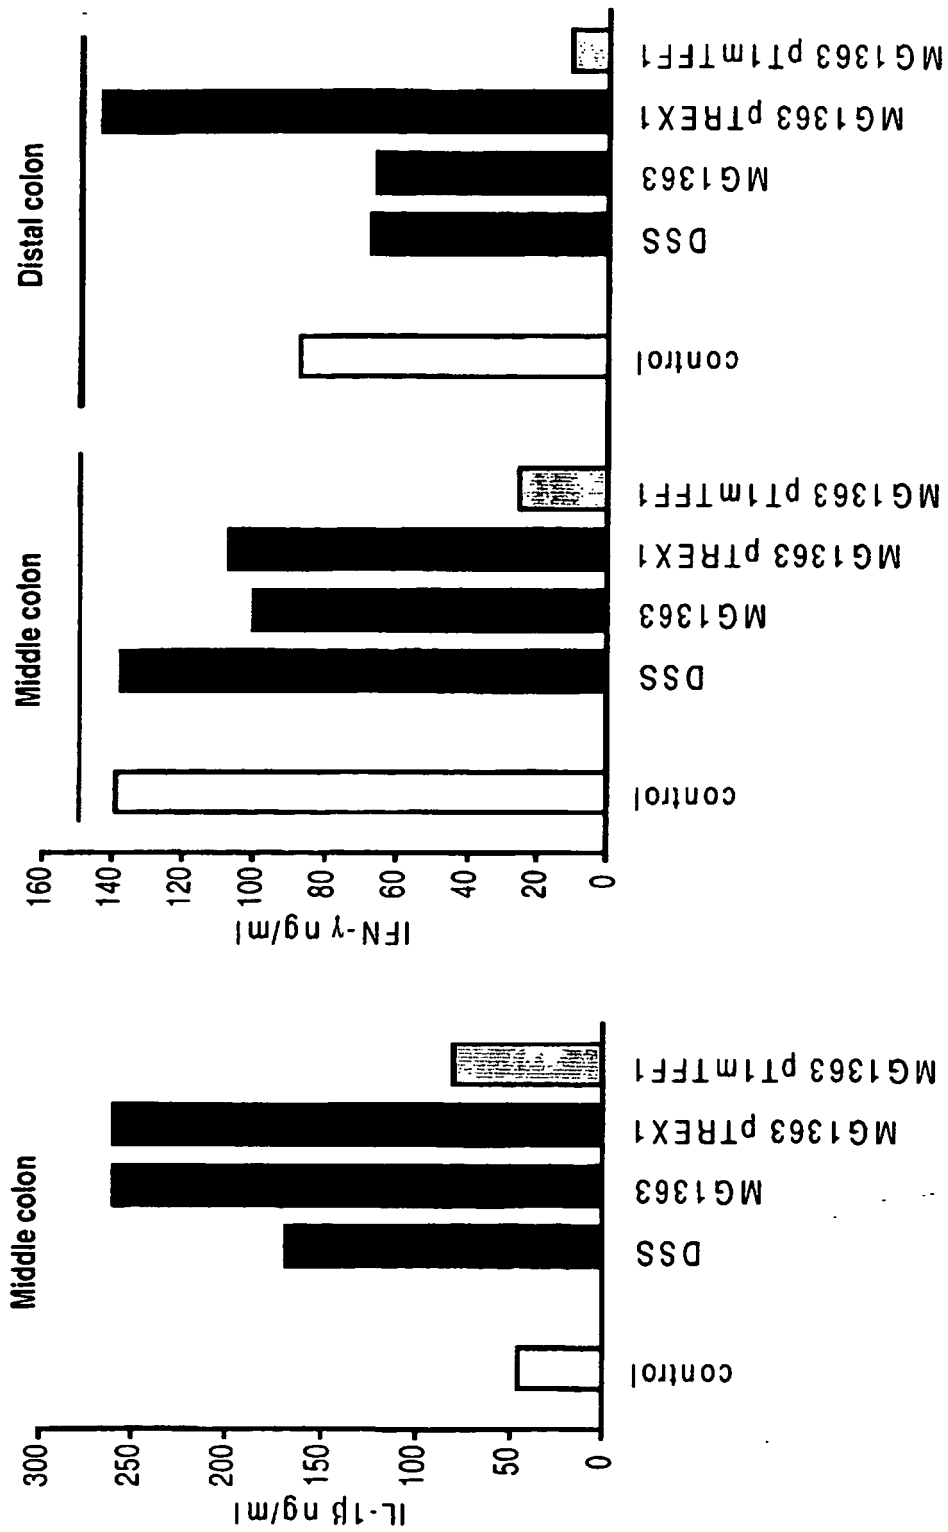 Middle colon
IL-1β ng/ml
300
250
200
150
100
50
0
control
DSS
MG1363
MG1363 pTREX1
MG1363 pT1mTFF1
Middle colon
Distal colon
IFN-γ ng/ml
160
140
120
100
80
60
40
20
0
control
DSS
MG1363
MG1363 pTREX1
MG1363 pT1mTFF1
control
DSS
MG1363
MG1363 pTREX1
MG1363 pT1mTFF1